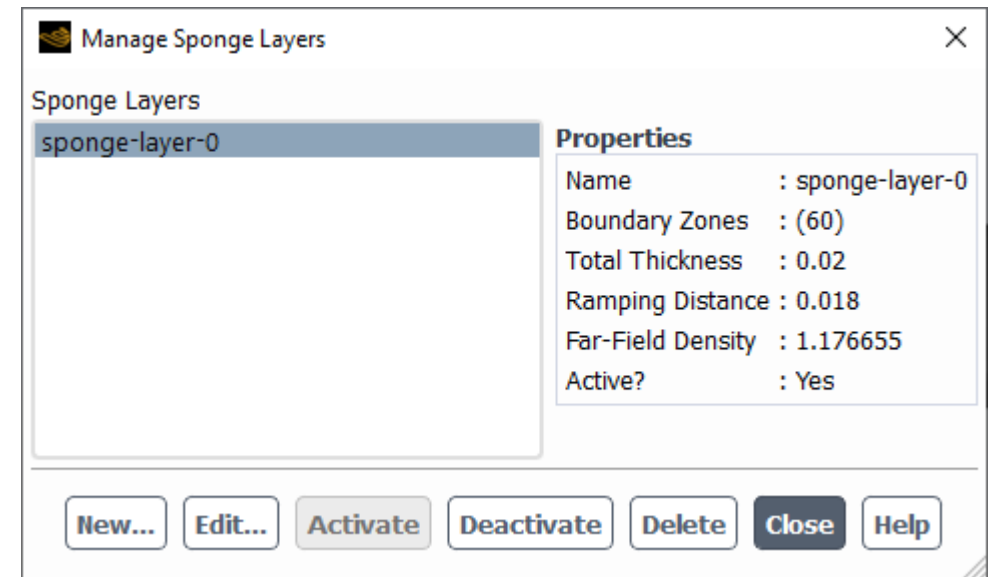 Manage Sponge Layers
Sponge Layers
sponge-layer-0
Properties
Name : sponge-layer-0
Boundary Zones : (60)
Total Thickness : 0.02
Ramping Distance : 0.018
Far-Field Density : 1.176655
Active? : Yes
New... Edit... Activate Deactivate Delete Close Help